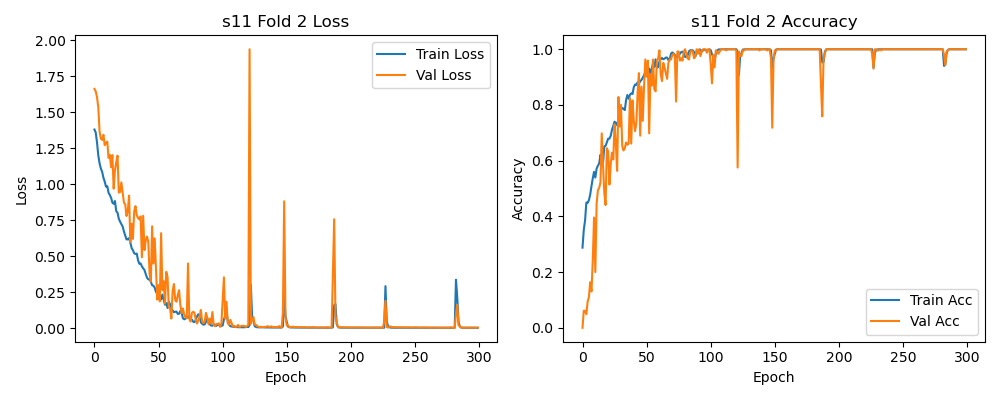 s11 Fold 2 Loss
2.00
1.75
1.50
1.25
1.00
0.75
0.50
0.25
0.00
Loss
0 50 100 150 200 250 300
Epoch
Train Loss
Val Loss
s11 Fold 2 Accuracy
1.0
0.8
0.6
0.4
0.2
0.0
Accuracy
0 50 100 150 200 250 300
Epoch
Train Acc
Val Acc